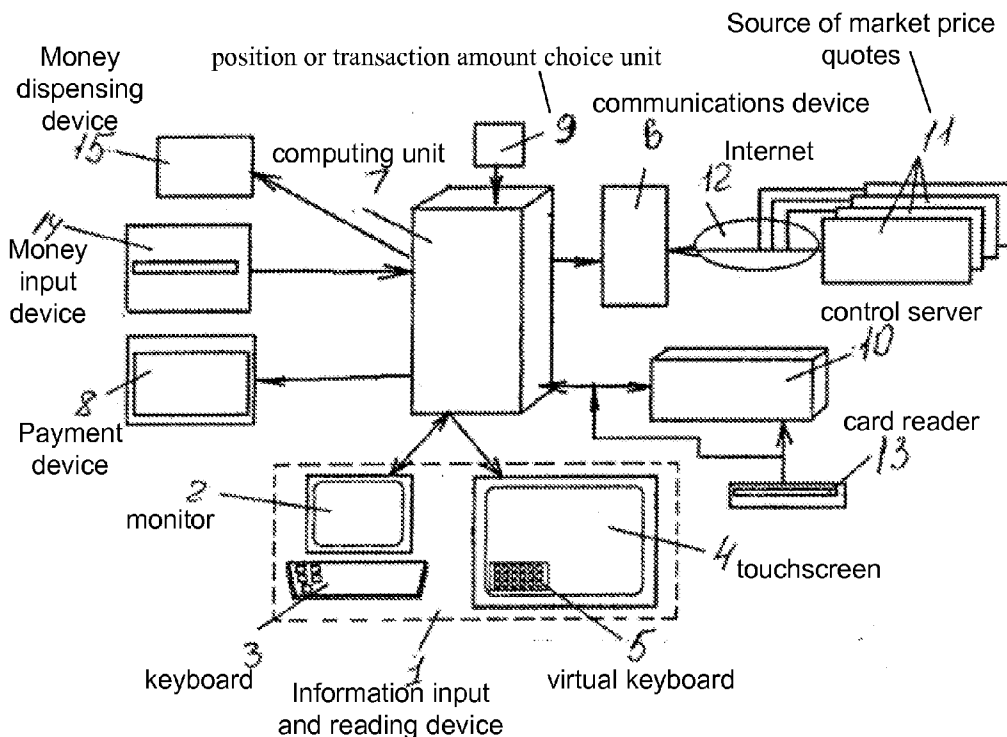 Source of market price
quotes
11
Money
dispensing
device
15
position or transaction amount choice unit
9
communications device
6
computing unit
7
Internet
12
14
Money
input
device
control server
10
8
Payment
device
card reader
13
2
monitor
4
touchscreen
3
keyboard
1
Information input
and reading device
5
virtual keyboard